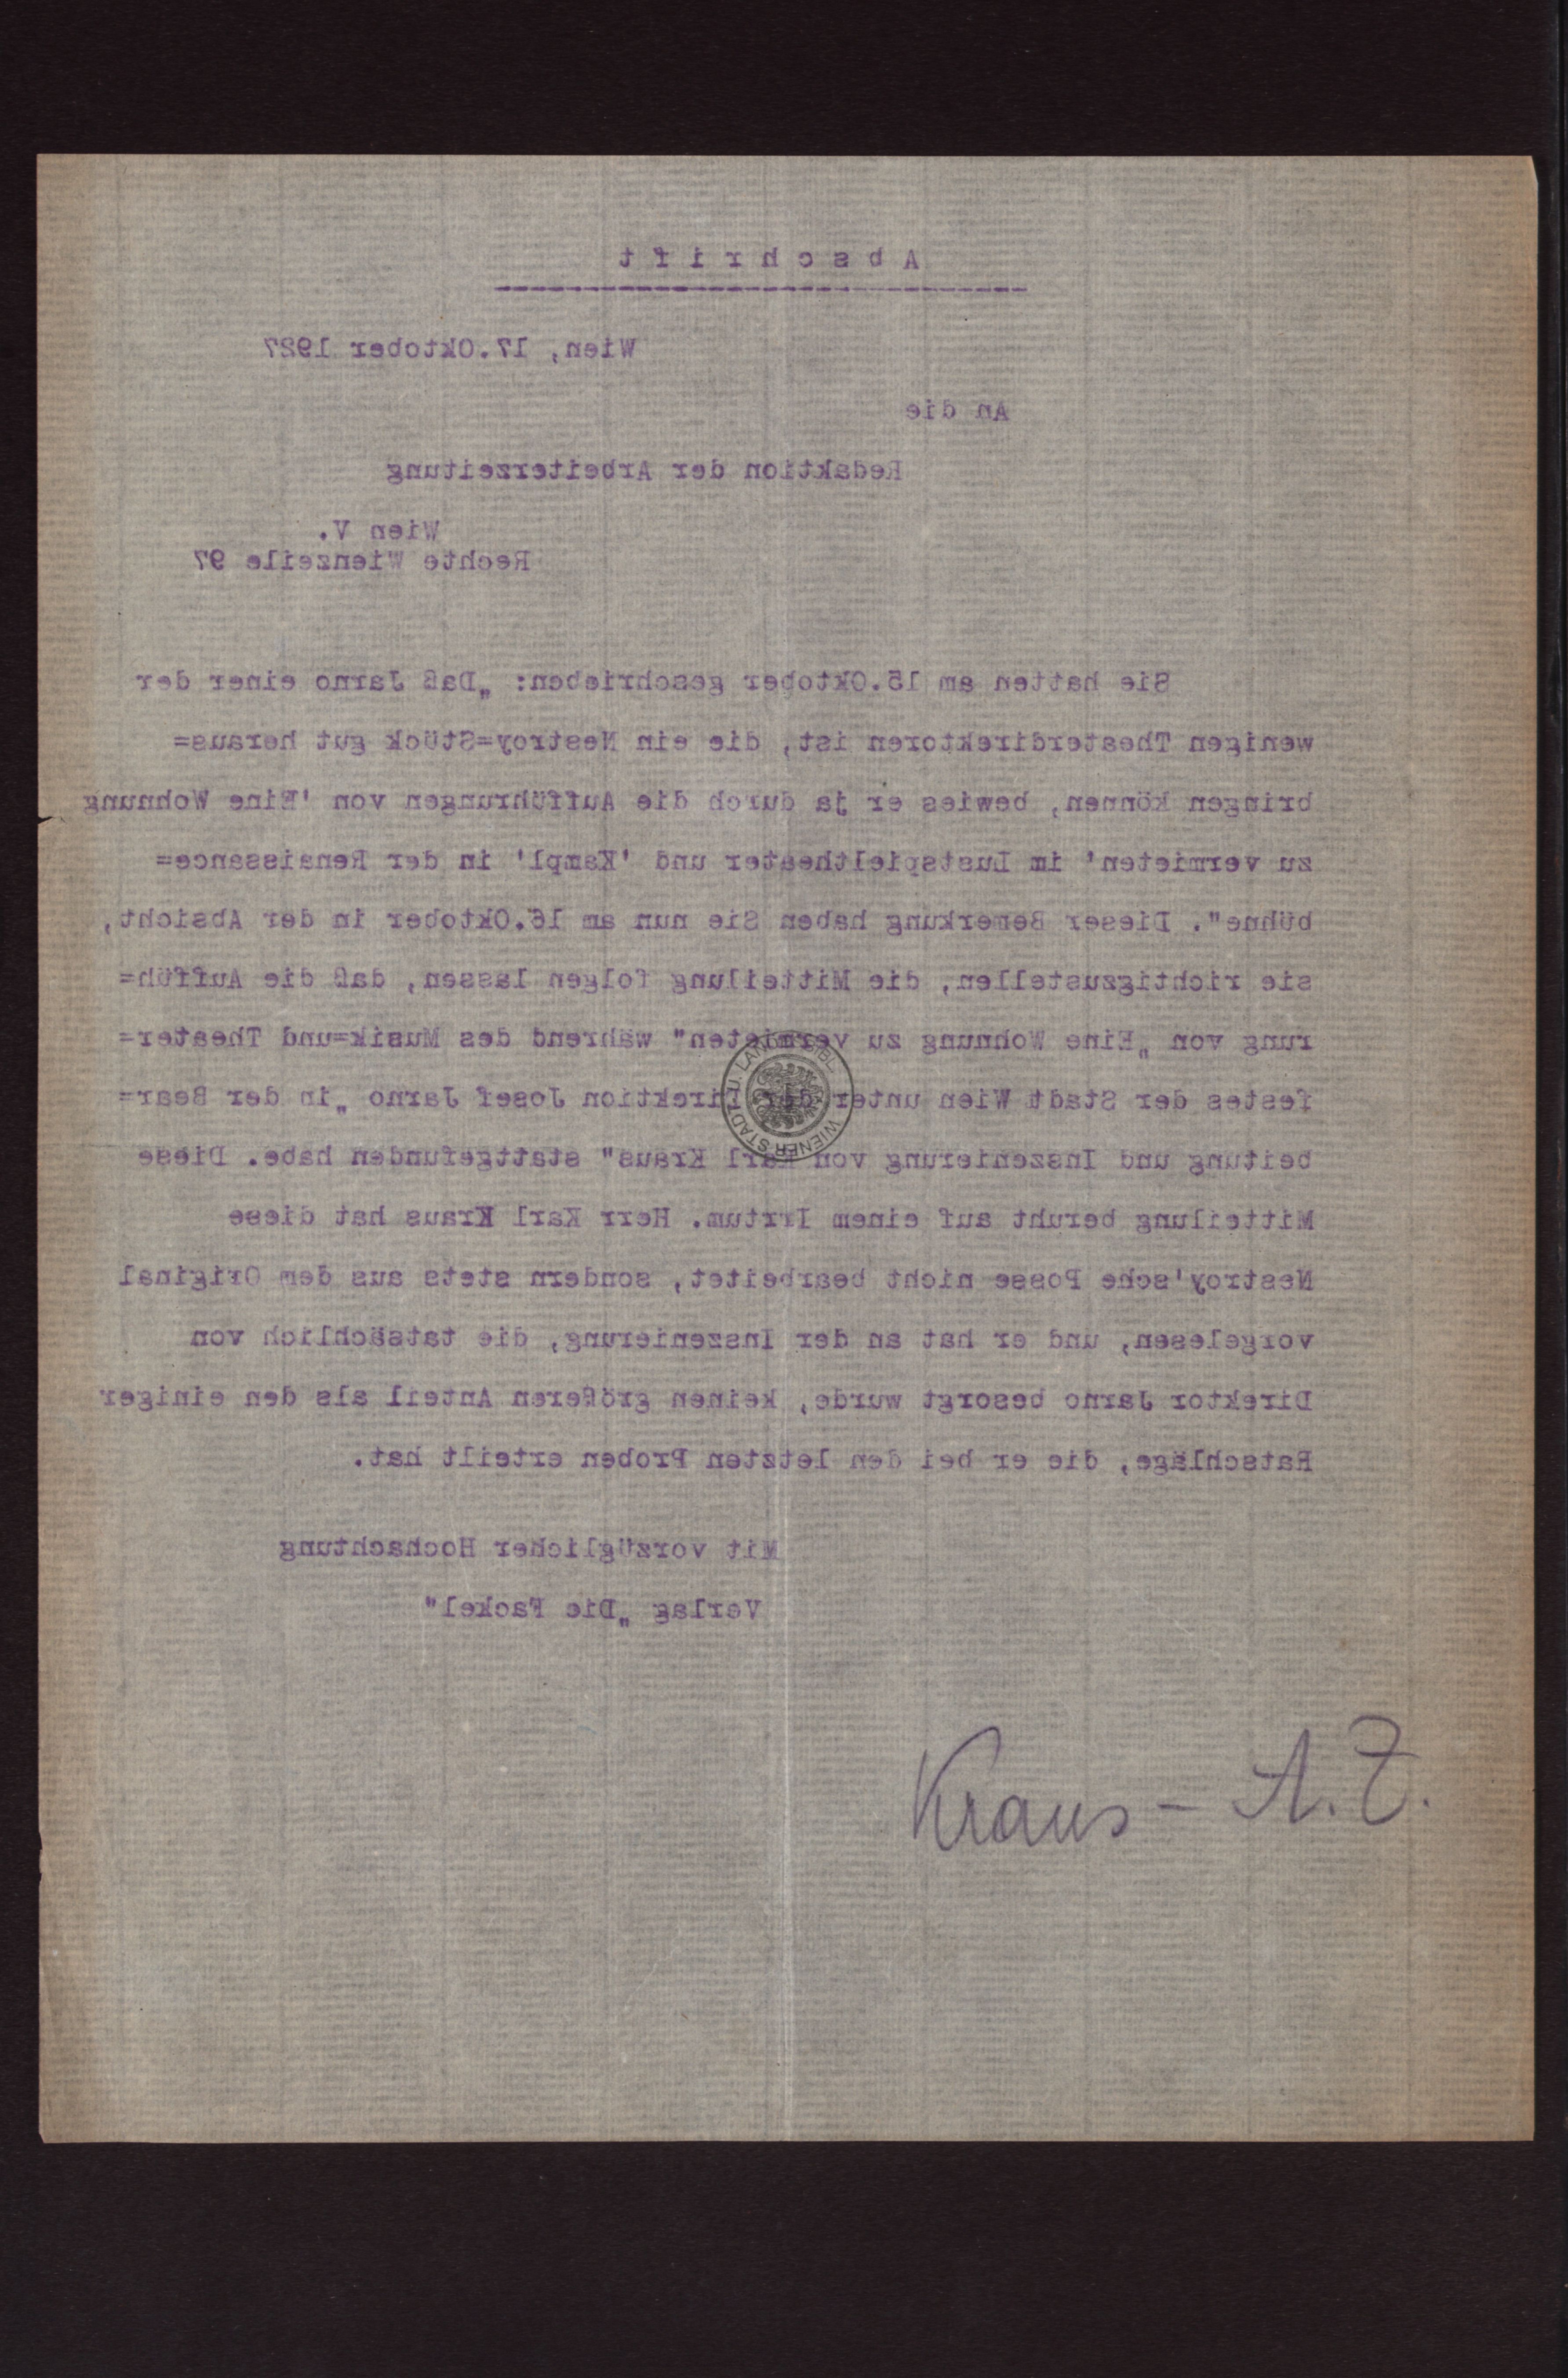 Abschrift
Wien, 17.Oktober 1927
An die
Redaktion der Arbeiterzeitung
Wien V.
Rechte Wienzeile 97
Sie hatten am 15.Oktober geschrieben: „Daß Jarno einer der
wenigen Theaterdirektoren ist, die ein Nestroy=Stück gut heraus=
bringen können, bewies er ja durch die Aufführungen von 'Eine Wohnung
zu vermieten' im Lustspieltheater und 'Kampl' in der Renaissance=
bühne". Dieser Bemerkung haben Sie nun am 16.Oktober in der Absicht,
sie richtigzustellen, die Mitteilung folgen lassen, daß die Auffüh=
rung von „Eine Wohnung zu vermieten" während des Musik=und Theater=
festes der Stadt Wien unter der Direktion Josef Jarno „in der Bear=
beitung und Inszenierung von Karl Kraus" stattgefunden habe. Diese
Mitteilung beruht auf einem Irrtum. Herr Karl Kraus hat diese
Nestroy'sche Posse nicht bearbeitet, sondern stets aus dem Original
vorgelesen, und er hat an der Inszenierung, die tatsächlich von
Direktor Jarno besorgt wurde, keinen größeren Anteil als den einiger
Ratschläge, die er bei den letzten Proben erteilt hat.
Mit vorzüglicher Hochachtung
Verlag „Die Fackel"
Kraus – A.Z.
WIENER STADT- U. LANDESBIBL.